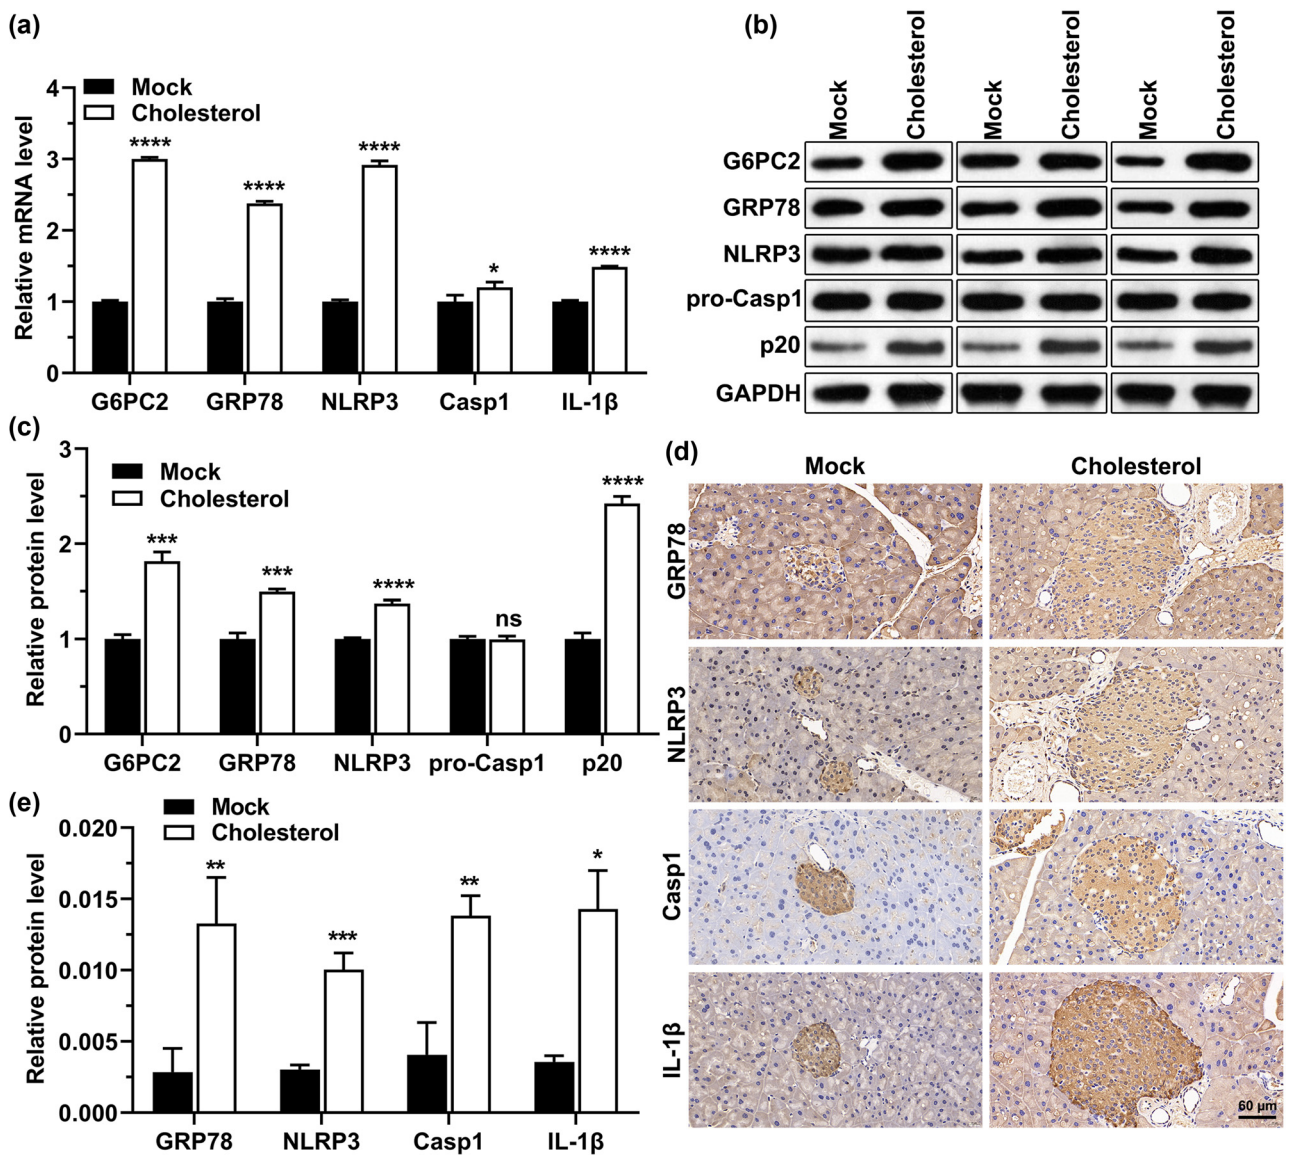 (a)
Mock
Cholesterol
Relative mRNA level
4
3
2
1
0
****
****
****
*
****
G6PC2 GRP78 NLRP3 Casp1 IL-1β
(b)
Mock Cholesterol Mock Cholesterol Mock Cholesterol
G6PC2
GRP78
NLRP3
pro-Casp1
p20
GAPDH
(c)
Mock
Cholesterol
Relative protein level
3
2
1
0
***
***
****
ns
****
G6PC2 GRP78 NLRP3 pro-Casp1 p20
(d)
Mock Cholesterol
GRP78
NLRP3
Casp1
IL-1β
60 μm
(e)
Mock
Cholesterol
Relative protein level
0.020
0.015
0.010
0.005
0.000
**
***
**
*
GRP78 NLRP3 Casp1 IL-1β